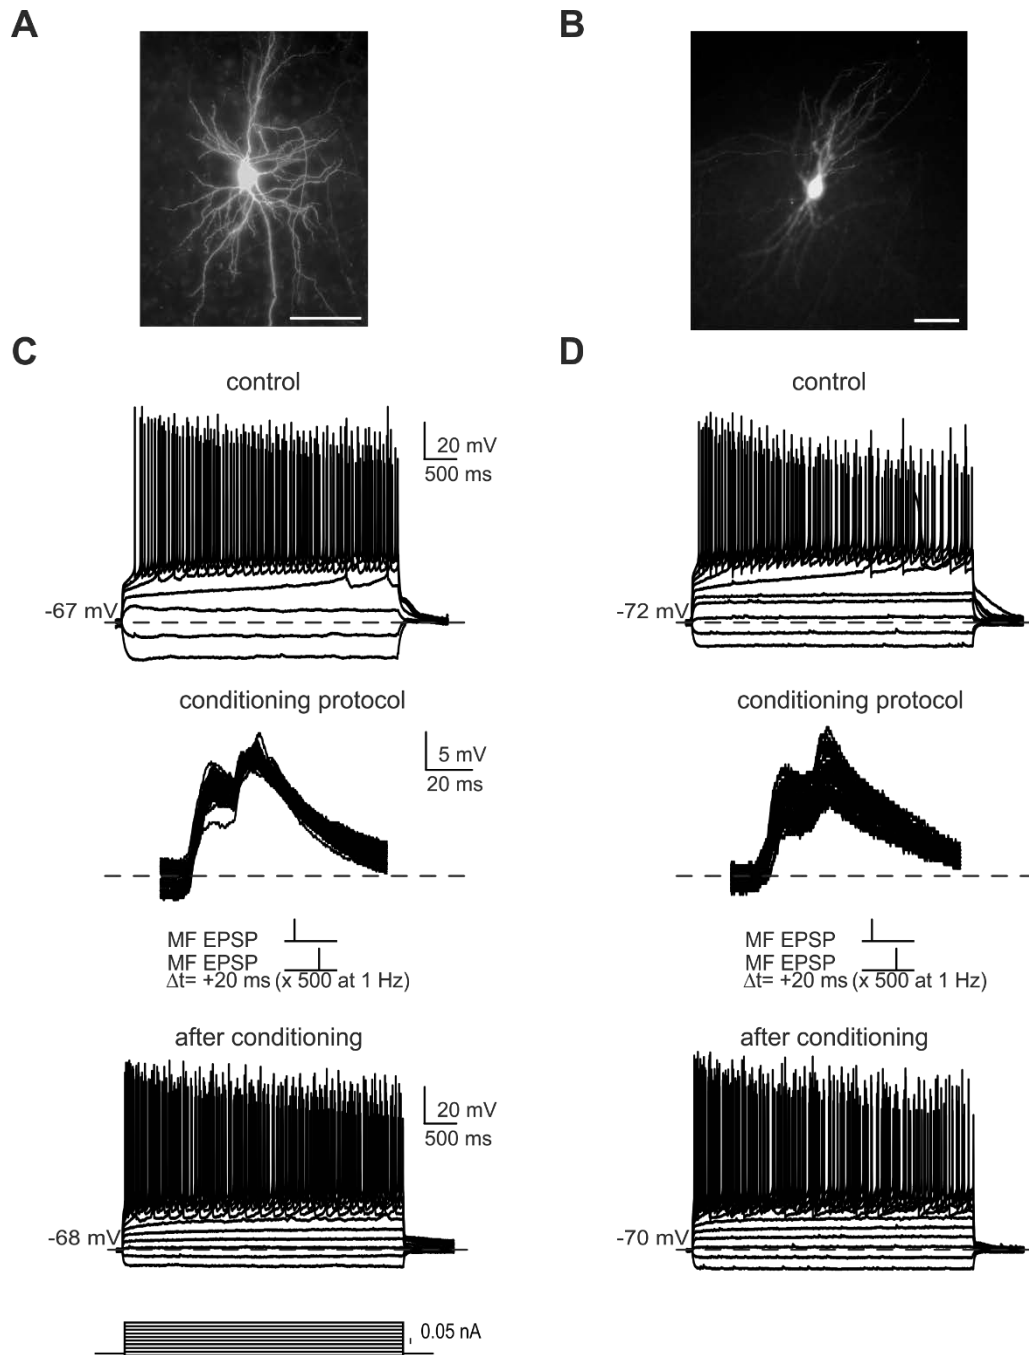 A
B
C
D
control
control
20 mV
500 ms
-67 mV
-72 mV
conditioning protocol
conditioning protocol
5 mV
20 ms
MF EPSP
MF EPSP
Δt= +20 ms (x 500 at 1 Hz)
MF EPSP
MF EPSP
Δt= +20 ms (x 500 at 1 Hz)
after conditioning
after conditioning
20 mV
500 ms
-68 mV
-70 mV
0.05 nA